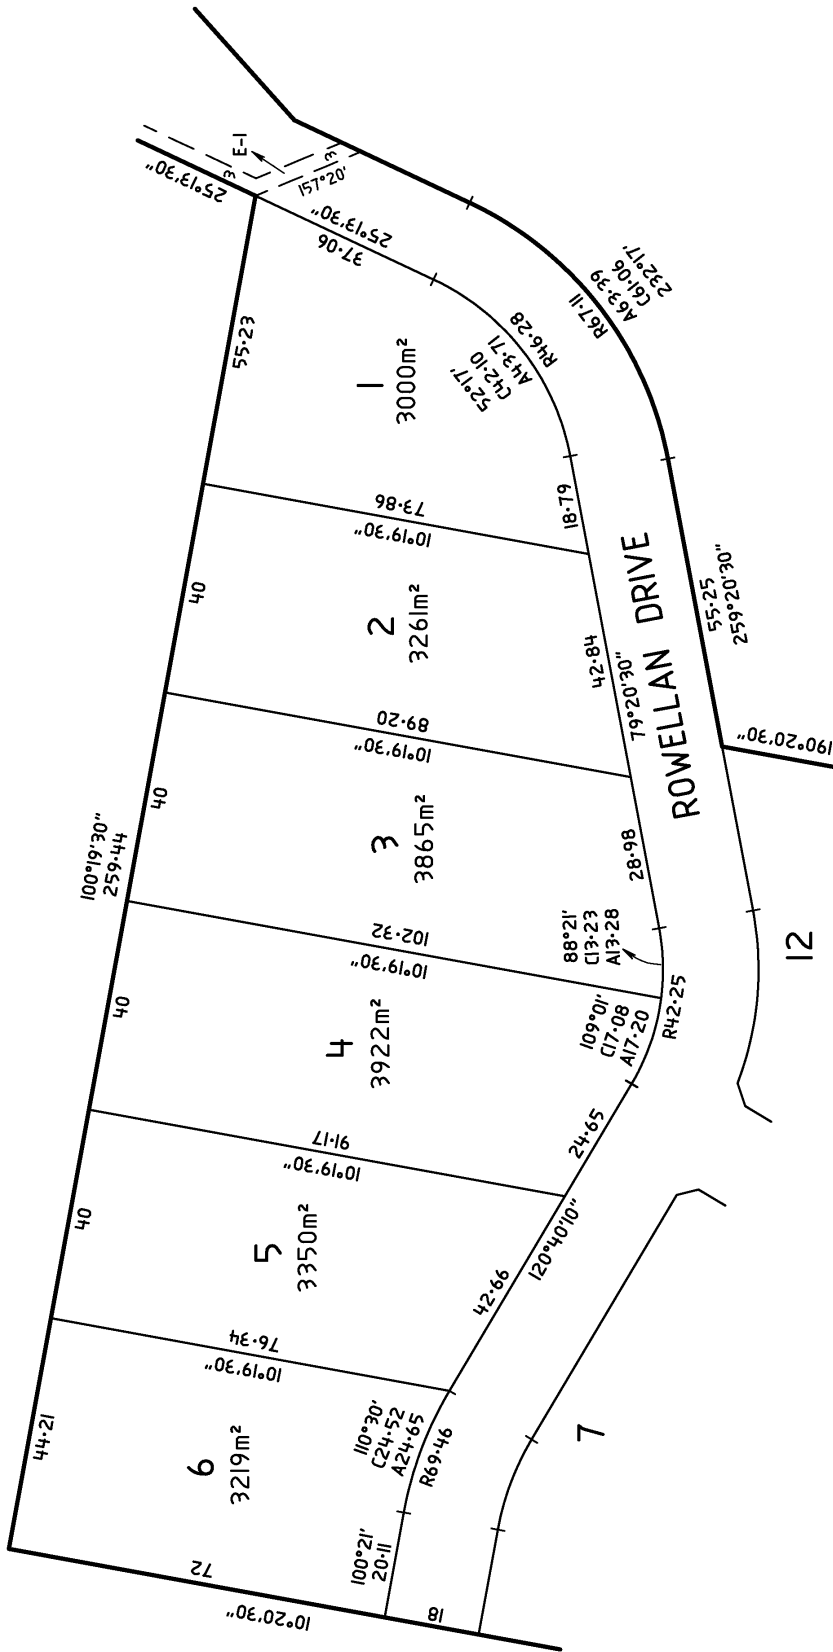 25°13'30"
3
E-1
3
157°20'
25°13'30"
37·06
55·23
1
3000m²
52°17'
C42·10
A43·71
R46·28
R67·11
A63·39
C61·06
232°17'
73·86
10°19'30"
18·79
40
2
3261m²
42·84
79°20'30"
ROWELLAN DRIVE
55·25
259°20'30"
190°20'30"
89·20
10°19'30"
40
100°19'30"
259·44
3
3865m²
28·98
88°21'
C13·23
A13·28
102·32
10°19'30"
R42·25
12
40
4
3922m²
109°01'
C17·08
A17·20
24·65
91·17
10°19'30"
40
5
3350m²
42·66
120°40'10"
76·34
10°19'30"
44·21
6
3219m²
110°30'
C24·52
A24·65
R69·46
7
100°21'
20·11
72
10°20'30"
18